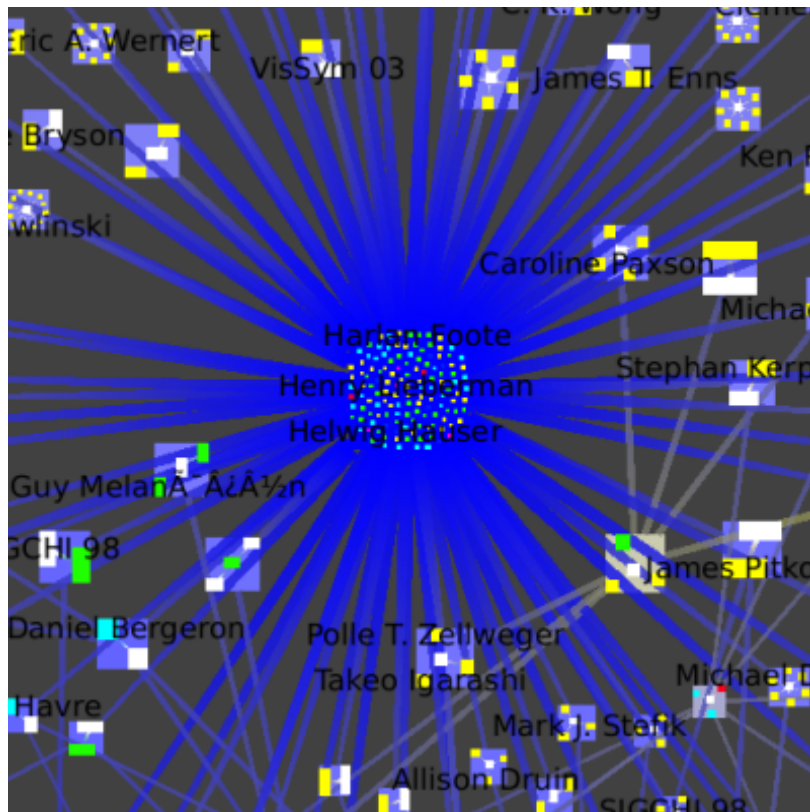 C. K. Wong
Eric A. Wernert
VisSym 03
James T. Enns
Bryson
Ken
wlinski
Caroline Paxson
Harlan Foote
Stephan Kerp
Henry Lieberman
Helwig Hauser
Guy MelanÃ¯Â¿Â½n
GCHI 98
James Pitko
Daniel Bergeron
Polle T. Zellweger
Takeo Igarashi
Michael D
Havre
Mark J. Stefik
Allison Druin
SIGCHI 98